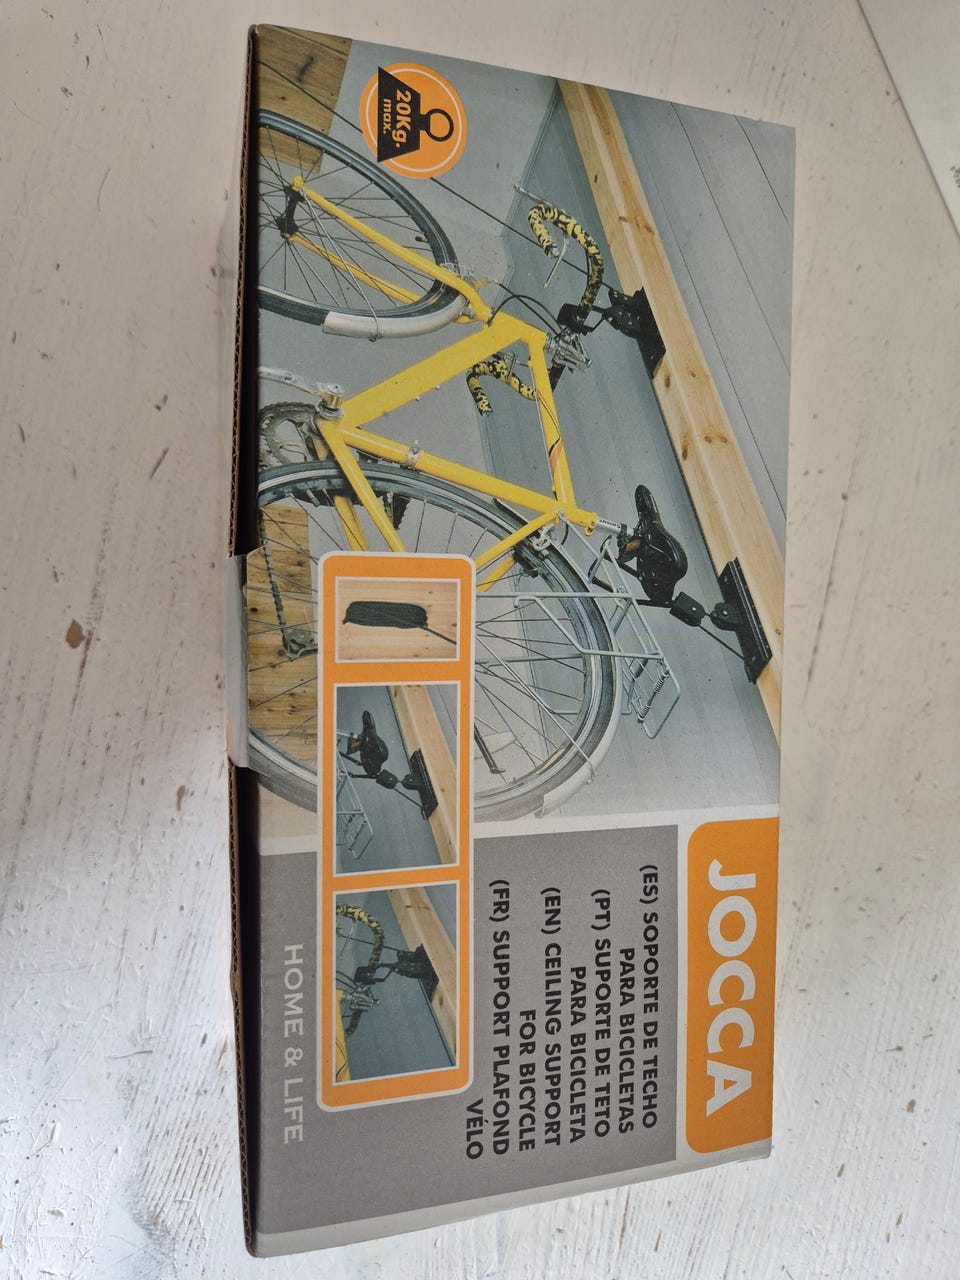 20Kg.
max.
JOCCA
(ES) SOPORTE DE TECHO
PARA BICICLETAS
(PT) SUPORTE DE TETO
PARA BICICLETA
(EN) CEILING SUPPORT
FOR BICYCLE
(FR) SUPPORT PLAFOND
VÉLO
HOME & LIFE